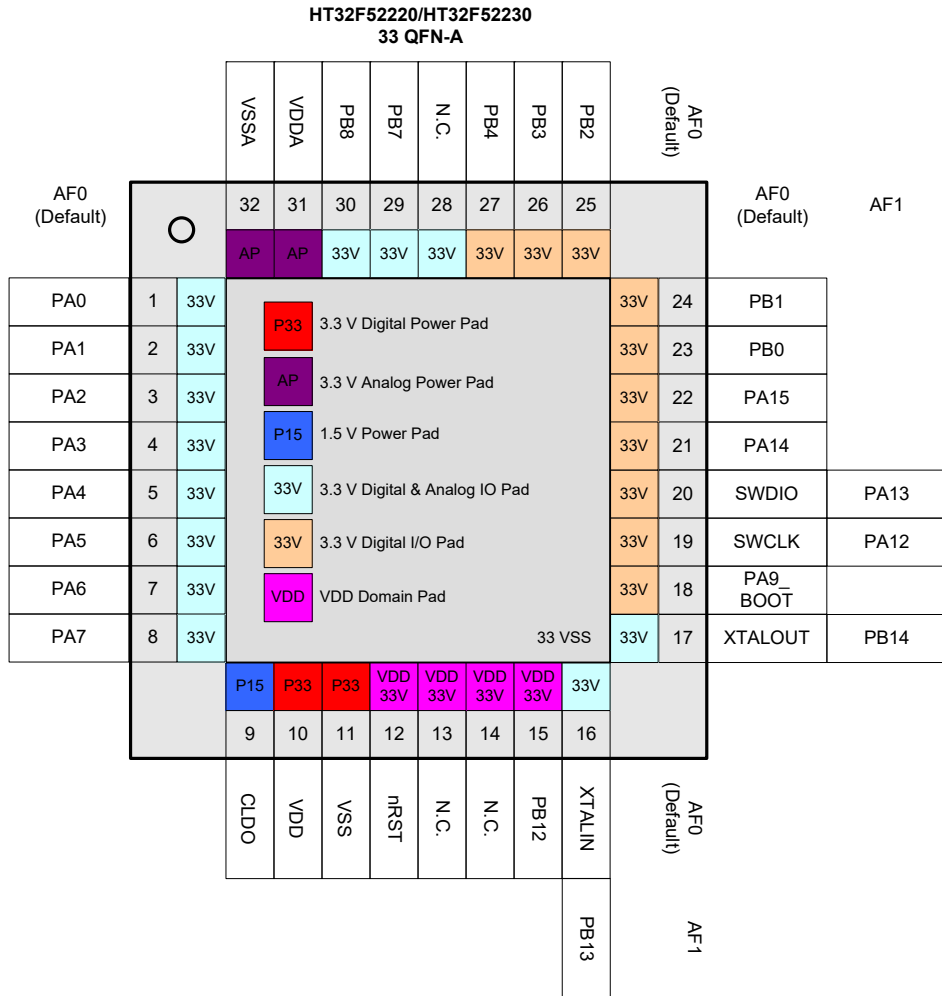 HT32F52220/HT32F52230
33 QFN-A
VSSA
VDDA
PB8
PB7
N.C.
PB4
PB3
PB2
AF0
(Default)
AF0
(Default)
32
31
30
29
28
27
26
25
AF0
(Default)
AF1
AP
AP
33V
33V
33V
33V
33V
33V
PA0
1
33V
33V
24
PB1
PA1
2
33V
33V
23
PB0
PA2
3
33V
33V
22
PA15
PA3
4
33V
33V
21
PA14
PA4
5
33V
33V
20
SWDIO
PA13
PA5
6
33V
33V
19
SWCLK
PA12
PA6
7
33V
33V
18
PA9_
BOOT
PA7
8
33V
33V
17
XTALOUT
PB14
P33
3.3 V Digital Power Pad
AP
3.3 V Analog Power Pad
P15
1.5 V Power Pad
33V
3.3 V Digital & Analog IO Pad
33V
3.3 V Digital I/O Pad
VDD
VDD Domain Pad
33 VSS
P15
P33
P33
VDD
33V
VDD
33V
VDD
33V
VDD
33V
33V
9
10
11
12
13
14
15
16
CLDO
VDD
VSS
nRST
N.C.
N.C.
PB12
XTALIN
AF0
(Default)
PB13
AF1